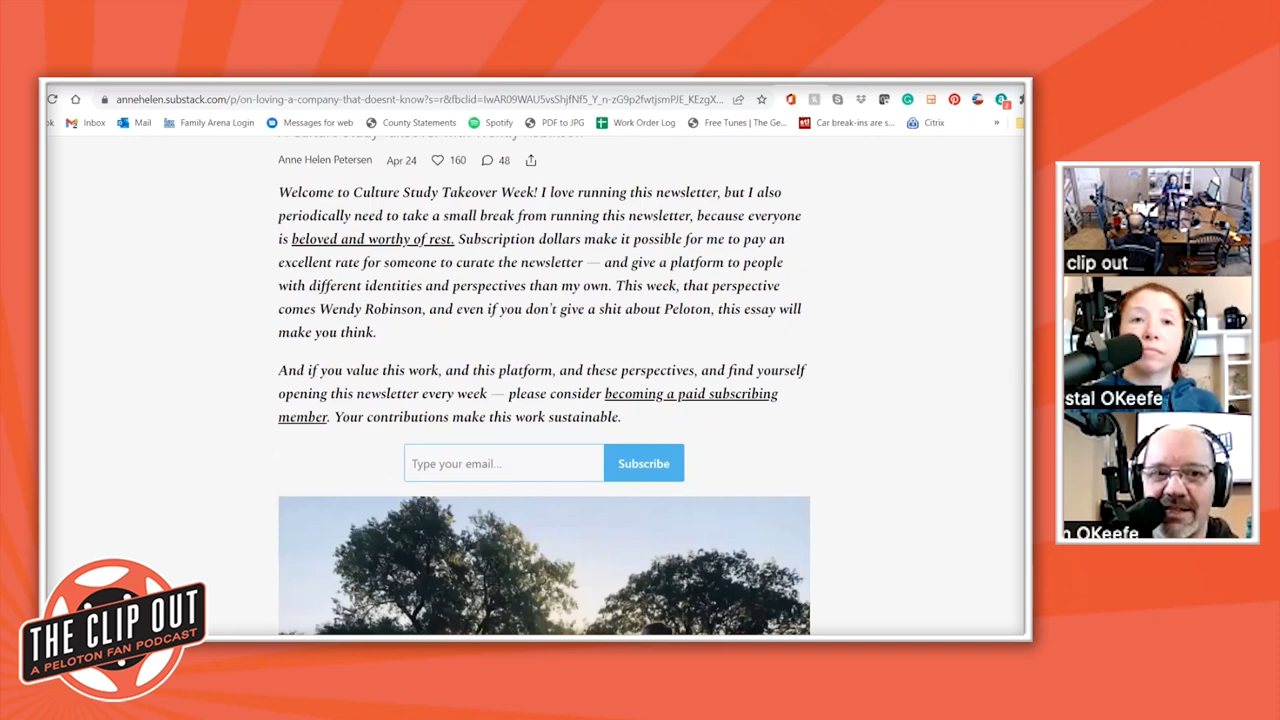 annehelen.substack.com/p/on-loving-a-company-that-doesnt-know?s=r&fbclid=
Inbox
Mail
Family Arena Login
Messages for web
County Statements
Spotify
PDF to JPG
Work Order Log
Free Tunes | The Ge...
Car break-ins are s...
Citrix
»
Anne Helen Petersen Apr 24 160 48
Welcome to Culture Study Takeover Week! I love running this newsletter, but I also
periodically need to take a small break from running this newsletter, because everyone
is beloved and worthy of rest. Subscription dollars make it possible for me to pay an
excellent rate for someone to curate the newsletter — and give a platform to people
with different identities and perspectives than my own. This week, that perspective
comes Wendy Robinson, and even if you don't give a shit about Peloton, this essay will
make you think.
And if you value this work, and this platform, and these perspectives, and find yourself
opening this newsletter every week — please consider becoming a paid subscribing
member. Your contributions make this work sustainable.
Type your email...
Subscribe
clip out
stal OKeefe
n OKeefe
THE CLIP OUT
A PELOTON FAN PODCAST